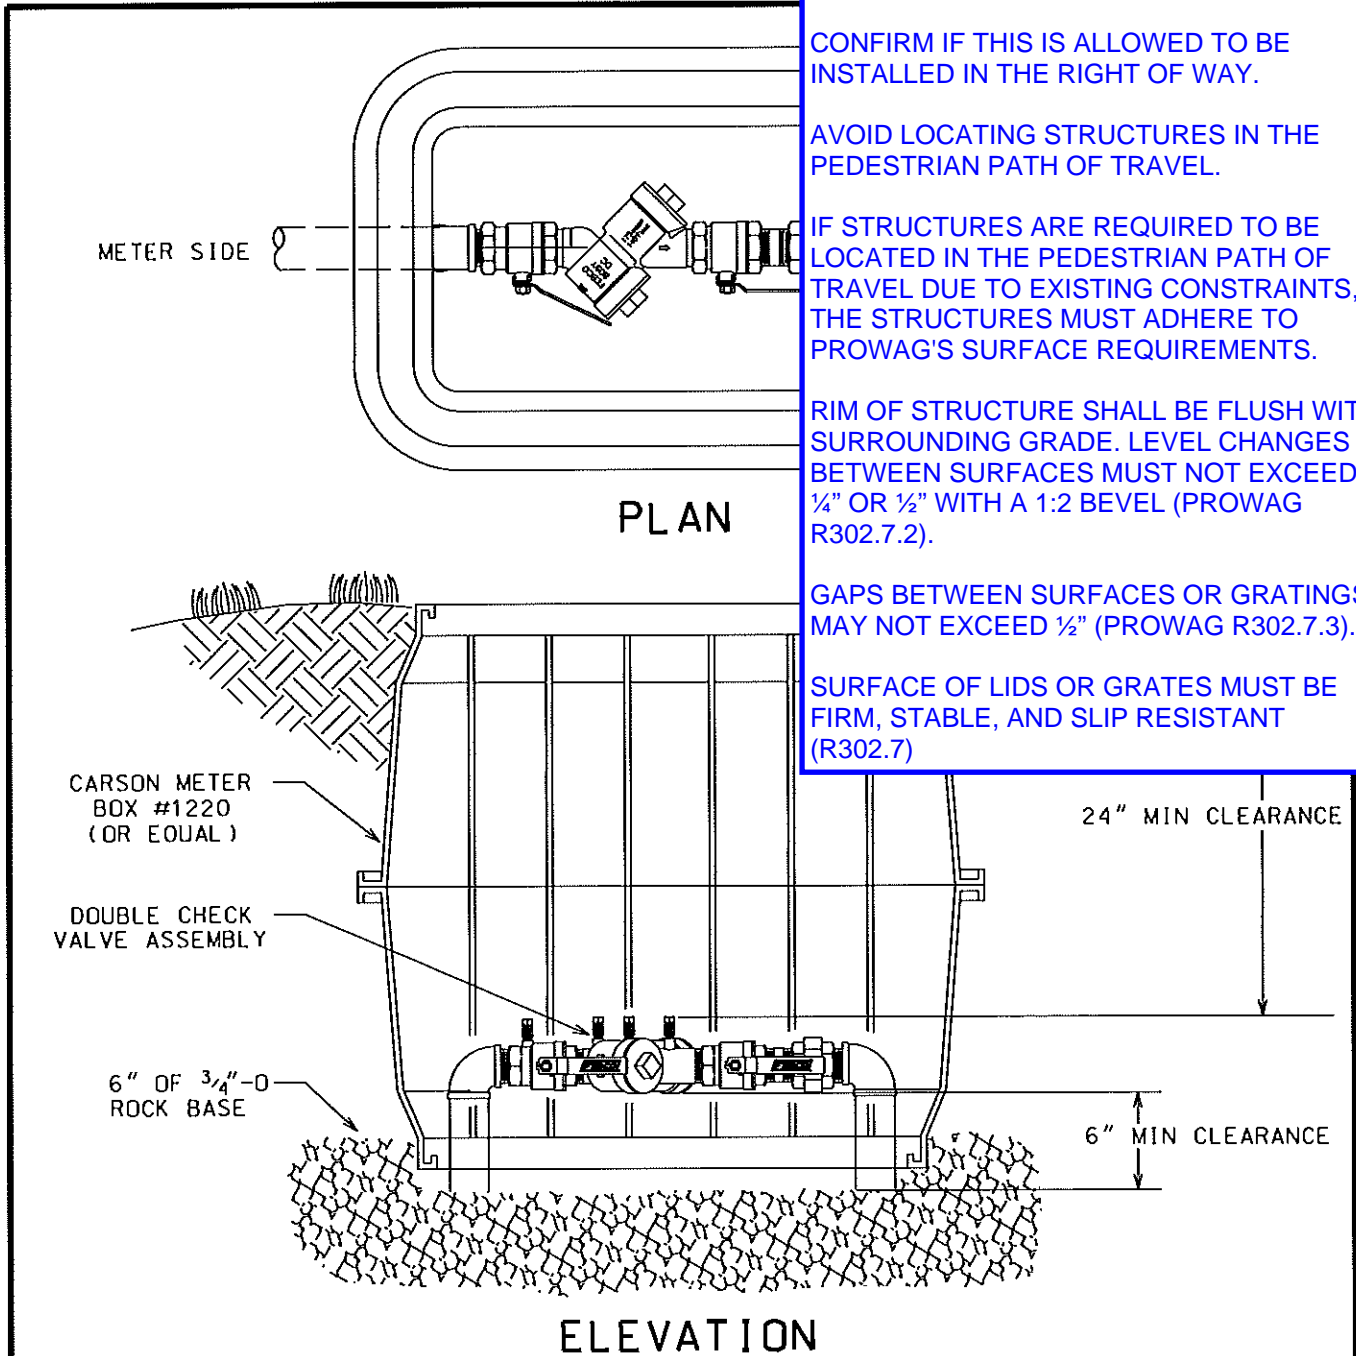 CONFIRM IF THIS IS ALLOWED TO BE
INSTALLED IN THE RIGHT OF WAY.
AVOID LOCATING STRUCTURES IN THE
PEDESTRIAN PATH OF TRAVEL.
IF STRUCTURES ARE REQUIRED TO BE
LOCATED IN THE PEDESTRIAN PATH OF
TRAVEL DUE TO EXISTING CONSTRAINTS,
THE STRUCTURES MUST ADHERE TO
PROWAG'S SURFACE REQUIREMENTS.
RIM OF STRUCTURE SHALL BE FLUSH WIT
SURROUNDING GRADE. LEVEL CHANGES
BETWEEN SURFACES MUST NOT EXCEED
¼” OR ½” WITH A 1:2 BEVEL (PROWAG
R302.7.2).
GAPS BETWEEN SURFACES OR GRATINGS
MAY NOT EXCEED ½” (PROWAG R302.7.3).
SURFACE OF LIDS OR GRATES MUST BE
FIRM, STABLE, AND SLIP RESISTANT
(R302.7)
METER SIDE
PLAN
CARSON METER
BOX #1220
(OR EQUAL)
24" MIN CLEARANCE
DOUBLE CHECK
VALVE ASSEMBLY
6" OF 3/4"-0
ROCK BASE
6" MIN CLEARANCE
ELEVATION